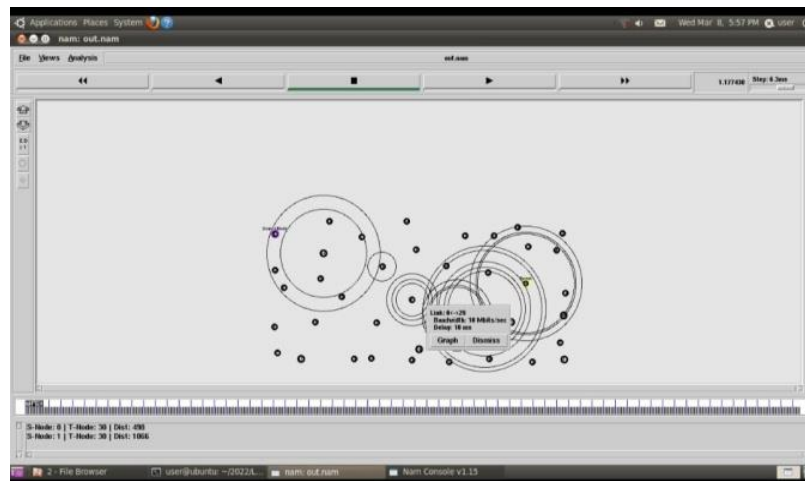 Applications Places System
Wed Mar 8, 5:57 PM user
nam: out.nam
File Views Analysis
out.nam
1.177430
Step: 6.3ms
Link: 0<->29
Bandwidth: 10 Mbits/sec
Delay: 10 ms
Graph Dismiss
S-Node: 0 | T-Node: 30 | Dist: 498
S-Node: 1 | T-Node: 30 | Dist: 1066
2 - File Browser
user@ubuntu: ~/2022/L...
nam: out.nam
Nam Console v1.15